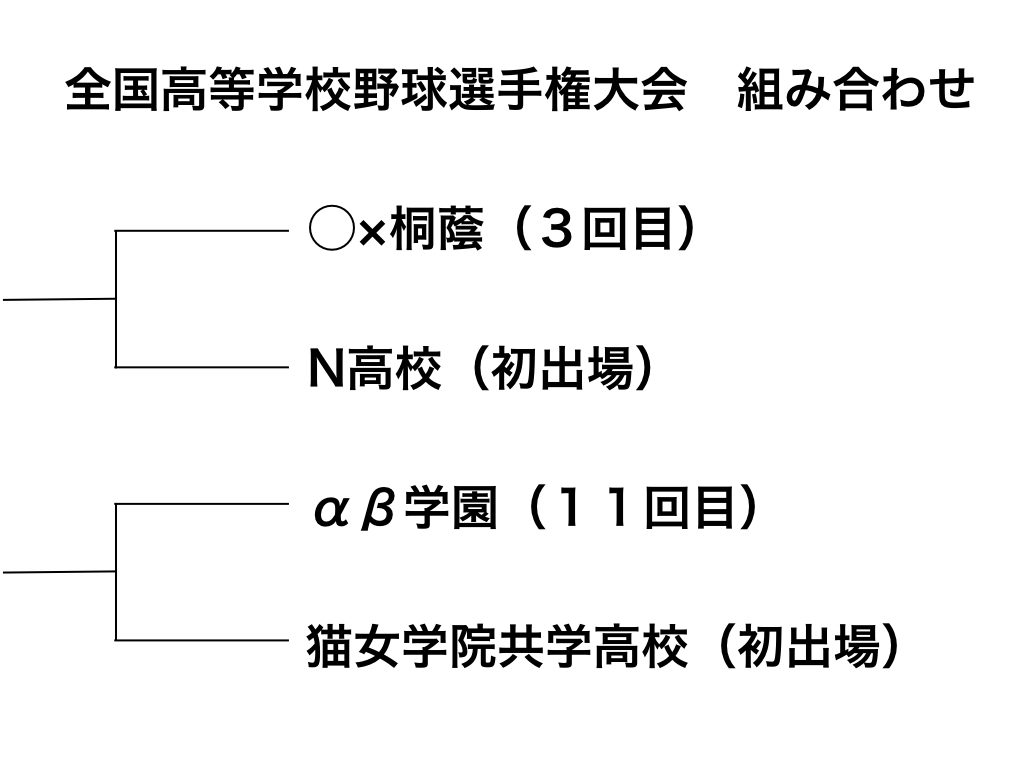 全国高等学校野球選手権大会　組み合わせ
◯×桐蔭（３回目）
N高校（初出場）
αβ学園（１１回目）
猫女学院共学高校（初出場）